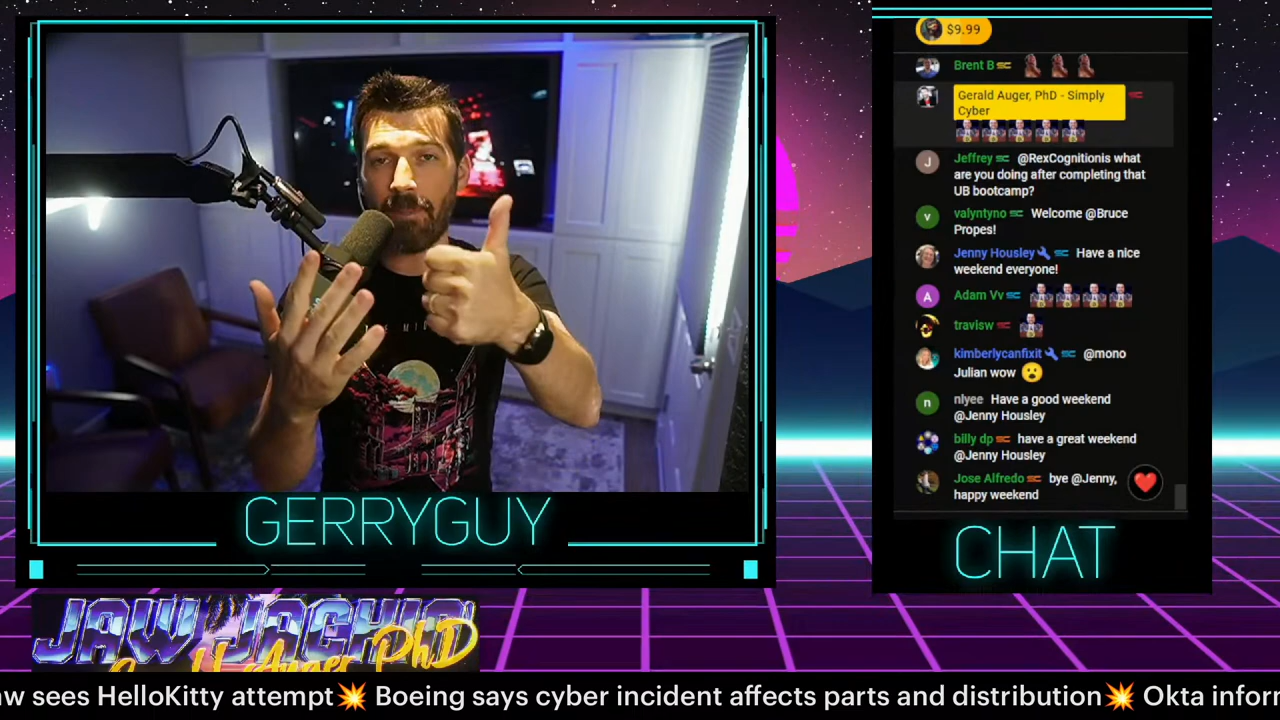 $9.99
Brent B
Gerald Auger, PhD - Simply
Cyber
Jeffrey @RexCognitionis what
are you doing after completing that
UB bootcamp?
valyntyno Welcome @Bruce
Propes!
Jenny Housley Have a nice
weekend everyone!
Adam Vv
travisw
kimberlycanfixit @mono
Julian wow 😮
nlyee Have a good weekend
@Jenny Housley
billy dp have a great weekend
@Jenny Housley
Jose Alfredo bye @Jenny,
happy weekend
GERRYGUY
CHAT
JAW JACKIN
PhD
sees HelloKitty attempt💥 Boeing says cyber incident affects parts and distribution💥 Okta